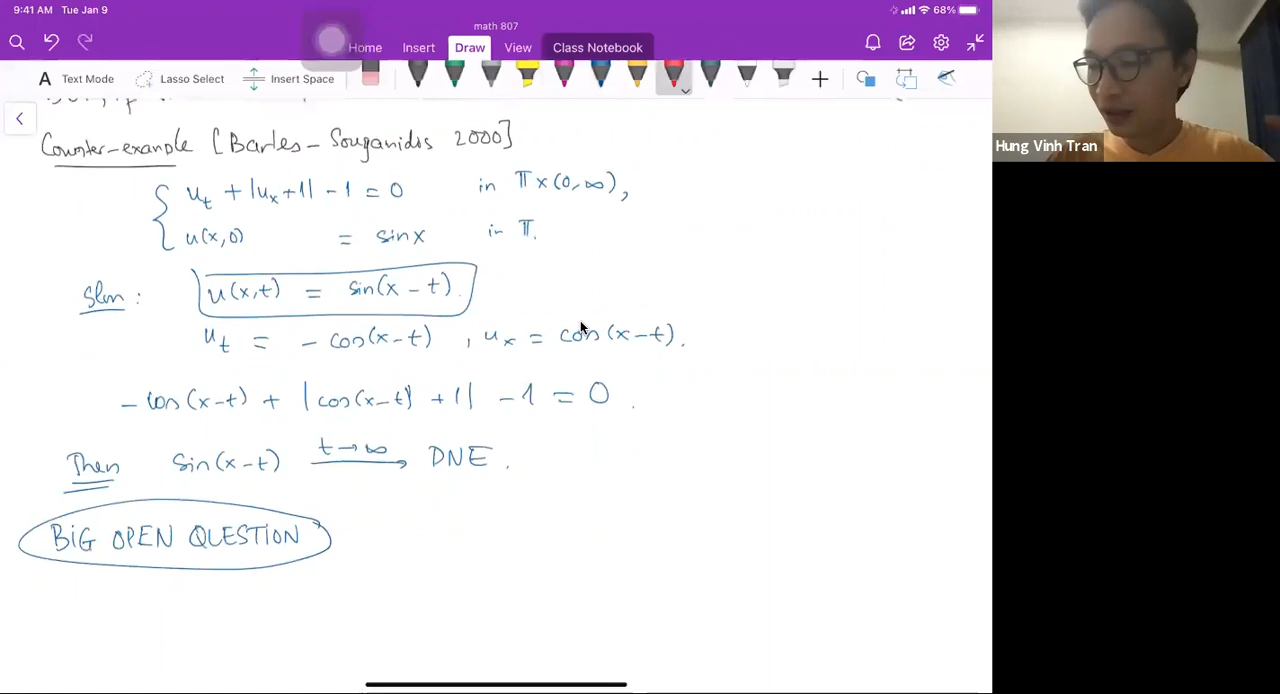 9:41 AM Tue Jan 9
68%
math 807
Home Insert Draw View Class Notebook
A Text Mode Lasso Select Insert Space
Counter-example [Barles-Souganidis 2000]
u_t + |u_x+1| - 1 = 0 in 𝕋×(0,∞),
u(x,0) = sinx in 𝕋.
Soln: u(x,t) = sin(x-t).
u_t = - cos(x-t), u_x = cos(x-t).
- cos(x-t) + |cos(x-t) +1| - 1 = 0.
Then sin(x-t) t→∞ → DNE.
BiG OPEN QUESTION
Hung Vinh Tran